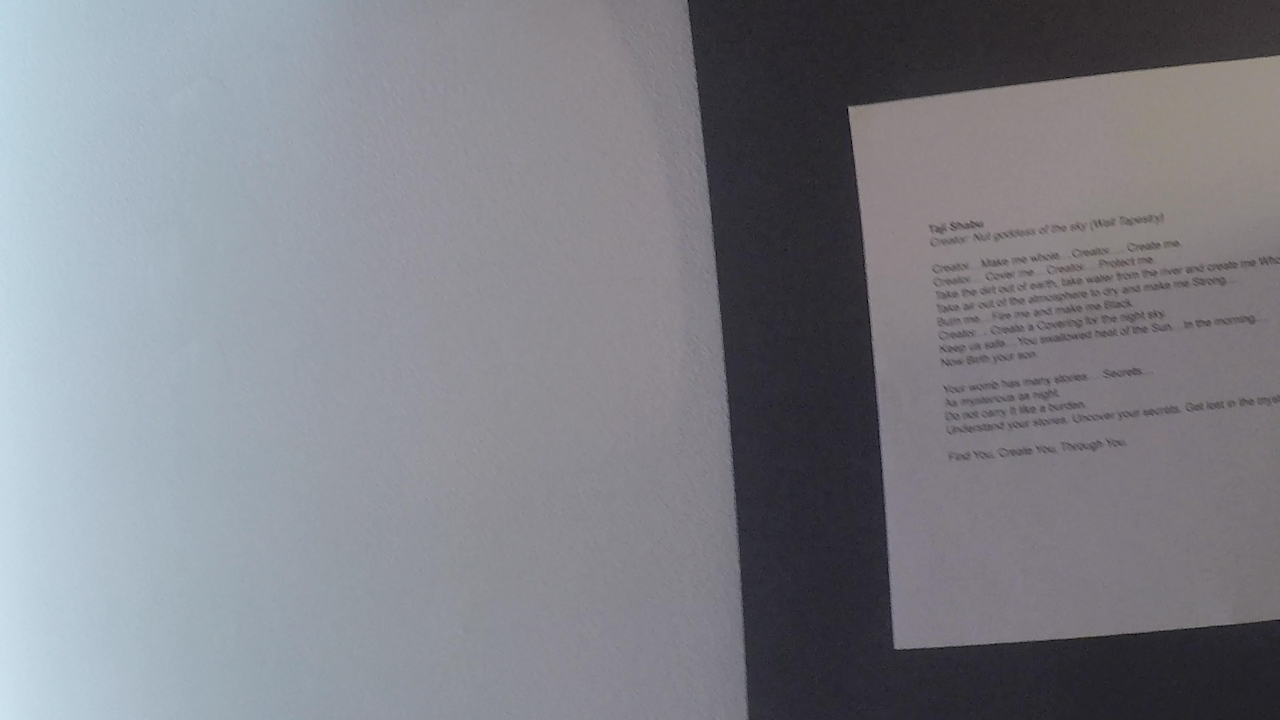 Taji Shabu
Creator: Nut goddess of the sky (Wall Tapestry)
Creator... Make me whole... Creator.... Create me.
Creator.... Cover me... Creator.... Protect me.
Take the dirt out of earth, take water from the river and create me
Take air out of the atmosphere to dry and make me Strong...
Burn me... Fire me and make me Black.
Creator.... Create a Covering for the night sky.
Keep us safe... You swallowed heat of the Sun... In the morning...
Now Birth your son.
Your womb has many stories.... Secrets...
As mysterious as night.
Do not carry it like a burden.
Understand your stories. Uncover your secrets. Get lost in the
Find You, Create You, Through You.